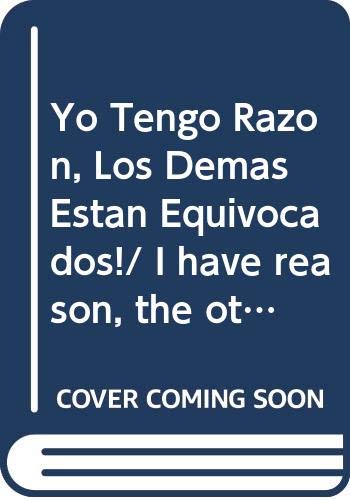 Yo Tengo Razo
n, Los Demas
Estan Equivoca
dos!/ I have rea
son, the ot...
COVER COMING SOON